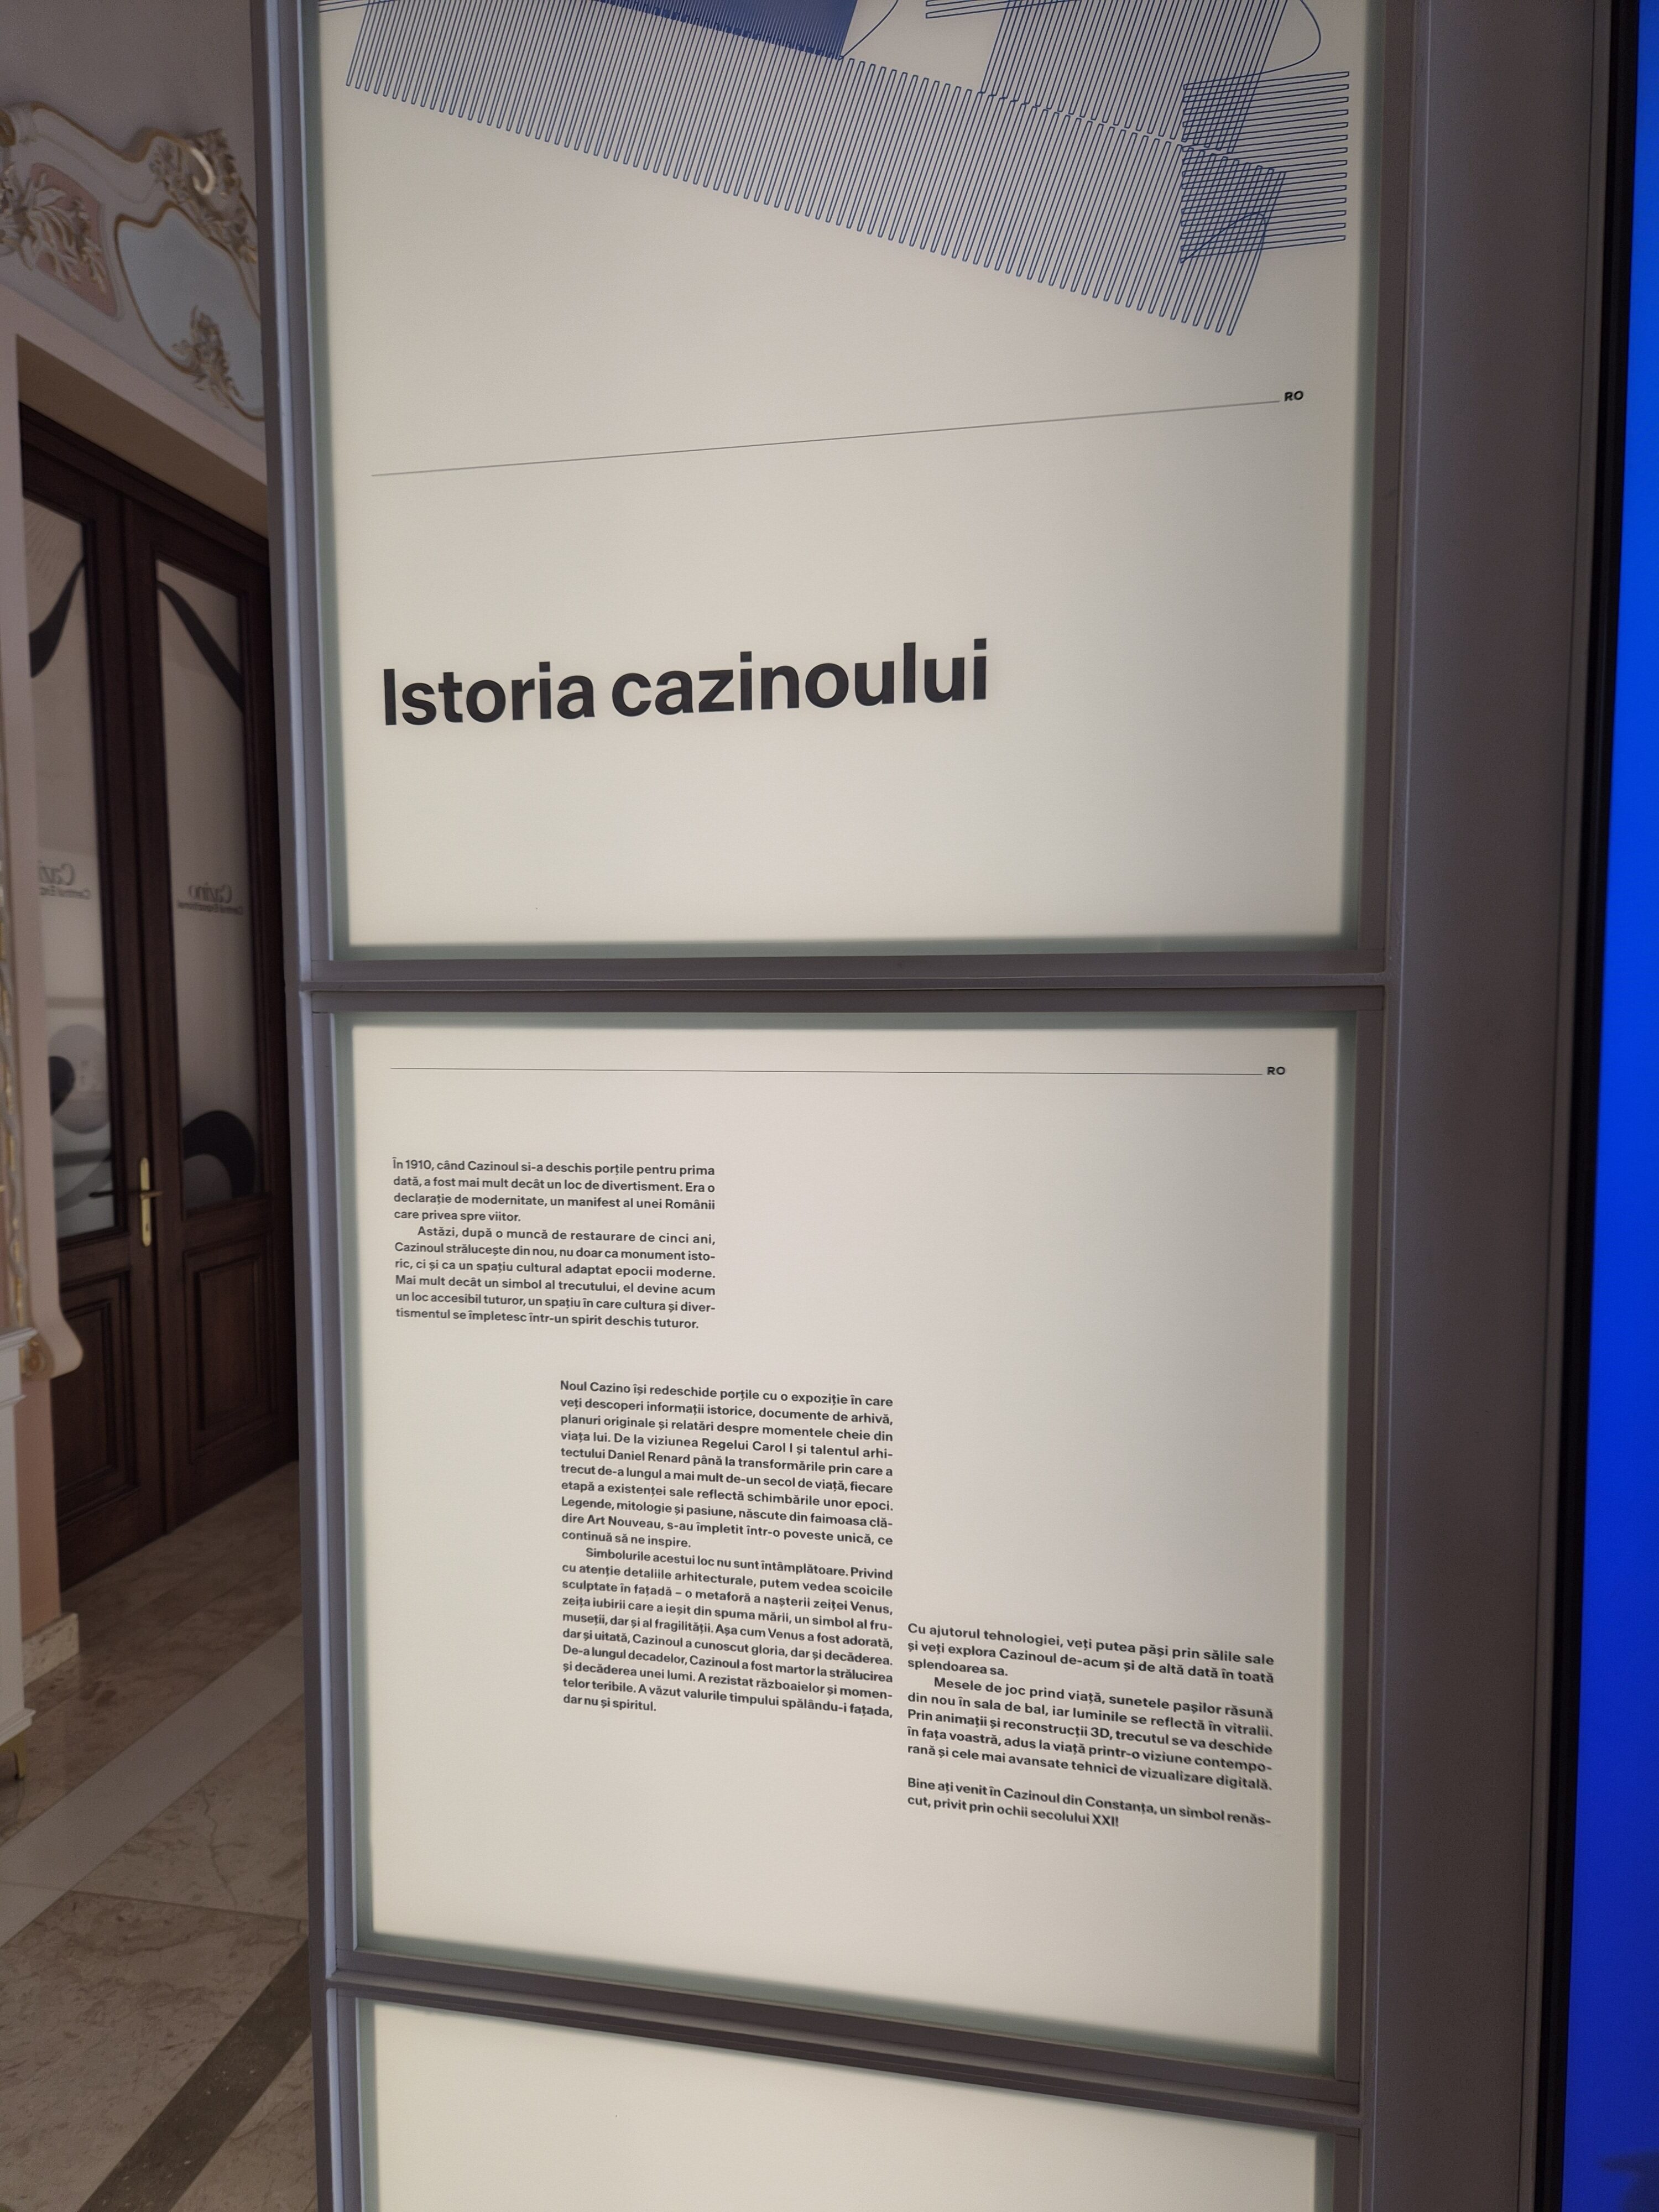 RO
Istoria cazinoului
RO
În 1910, când Cazinoul si-a deschis porțile pentru prima
dată, a fost mai mult decât un loc de divertisment. Era o
declarație de modernitate, un manifest al unei Românii
care privea spre viitor.
Astăzi, după o muncă de restaurare de cinci ani,
Cazinoul strălucește din nou, nu doar ca monument isto-
ric, ci și ca un spațiu cultural adaptat epocii moderne.
Mai mult decât un simbol al trecutului, el devine acum
un loc accesibil tuturor, un spațiu în care cultura și diver-
tismentul se împletesc într-un spirit deschis tuturor.
Noul Cazino își redeschide porțile cu o expoziție în care
veți descoperi informații istorice, documente de arhivă,
planuri originale și relatări despre momentele cheie din
viața lui. De la viziunea Regelui Carol I și talentul arhi-
tectului Daniel Renard până la transformările prin care a
trecut de-a lungul a mai mult de-un secol de viață, fiecare
etapă a existenței sale reflectă schimbările unor epoci.
Legende, mitologie și pasiune, născute din faimoasa clă-
dire Art Nouveau, s-au împletit într-o poveste unică, ce
continuă să ne inspire.
Simbolurile acestui loc nu sunt întâmplătoare. Privind
cu atenție detaliile arhitecturale, putem vedea scoicile
sculptate în fațadă – o metaforă a nașterii zeiței Venus,
zeița iubirii care a ieșit din spuma mării, un simbol al fru-
museții, dar și al fragilității. Așa cum Venus a fost adorată,
dar și uitată, Cazinoul a cunoscut gloria, dar și decăderea.
De-a lungul decadelor, Cazinoul a fost martor la strălucirea
și decăderea unei lumi. A rezistat războaielor și momen-
telor teribile. A văzut valurile timpului spălându-i fațada,
dar nu și spiritul.
Cu ajutorul tehnologiei, veți putea păși prin sălile sale
și veți explora Cazinoul de-acum și de altă dată în toată
splendoarea sa.
Mesele de joc prind viață, sunetele pașilor răsună
din nou în sala de bal, iar luminile se reflectă în vitralii.
Prin animații și reconstrucții 3D, trecutul se va deschide
în fața voastră, adus la viață printr-o viziune contempo-
rană și cele mai avansate tehnici de vizualizare digitală.
Bine ați venit în Cazinoul din Constanța, un simbol renăs-
cut, privit prin ochii secolului XXI!
Cazino